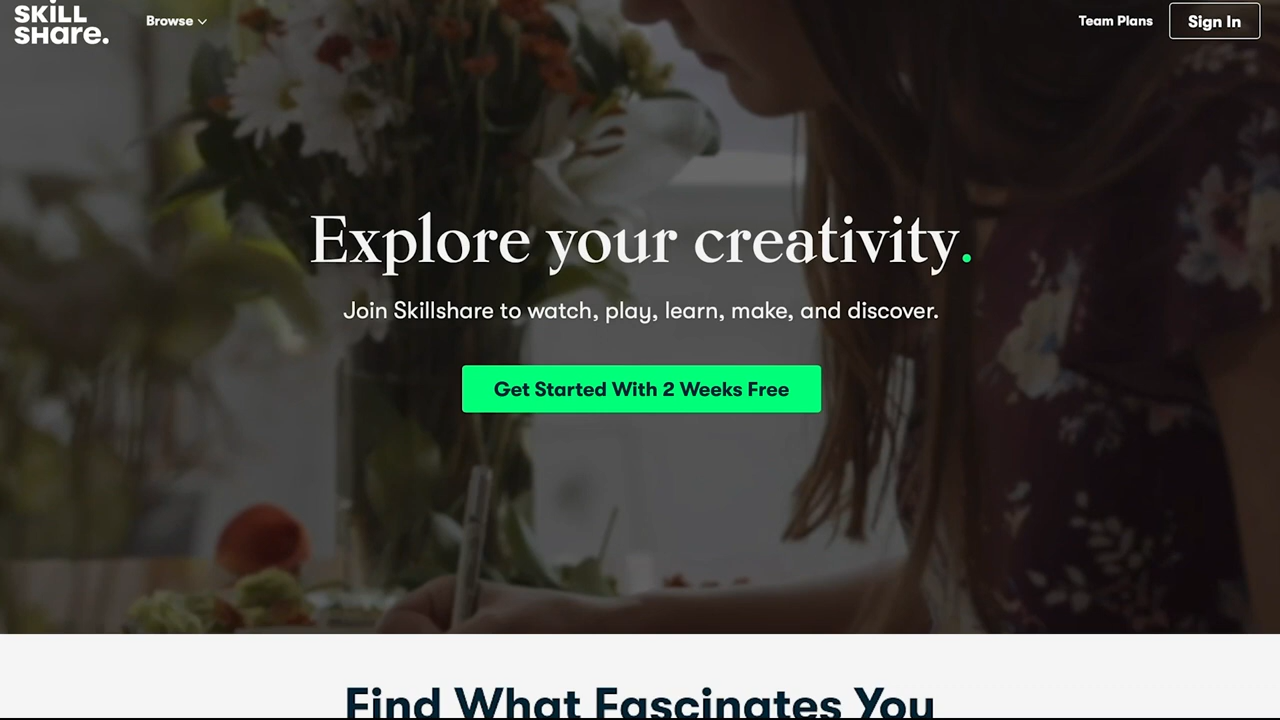 SKiLL
SHare.
Browse
Team Plans
Sign In
Explore your creativity.
Join Skillshare to watch, play, learn, make, and discover.
Get Started With 2 Weeks Free
Find What Fascinates You